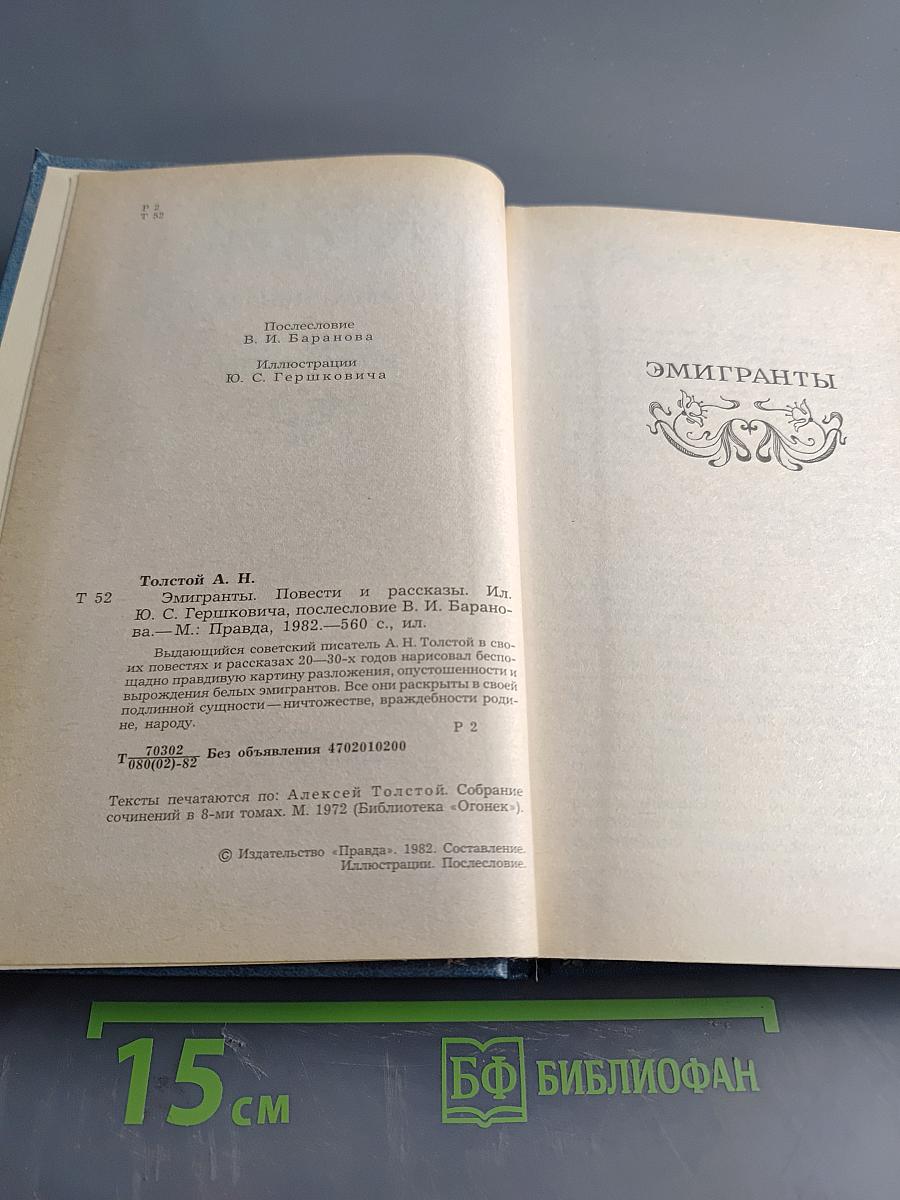 Р 2
Т 52
Послесловие
В. И. Баранова
Иллюстрации
Ю. С. Гершковича
Толстой А. Н.
Т 52 Эмигранты. Повести и рассказы. Ил.
Ю. С. Гершковича, послесловие В. И. Барано-
ва.— М.: Правда, 1982.—560 с., ил.
Выдающийся советский писатель А. Н. Толстой в сво-
их повестях и рассказах 20—30-х годов нарисовал беспо-
щадно правдивую картину разложения, опустошенности и
вырождения белых эмигрантов. Все они раскрыты в своей
подлинной сущности — ничтожестве, враждебности роди-
не, народу.
Р 2
Т 70302
080(02)-82 Без объявления 4702010200
Тексты печатаются по: Алексей Толстой. Собрание
сочинений в 8-ми томах. М. 1972 (Библиотека «Огонек»).
© Издательство «Правда». 1982. Составление.
Иллюстрации. Послесловие.
ЭМИГРАНТЫ
15 см
БФ БИБЛИОФАН